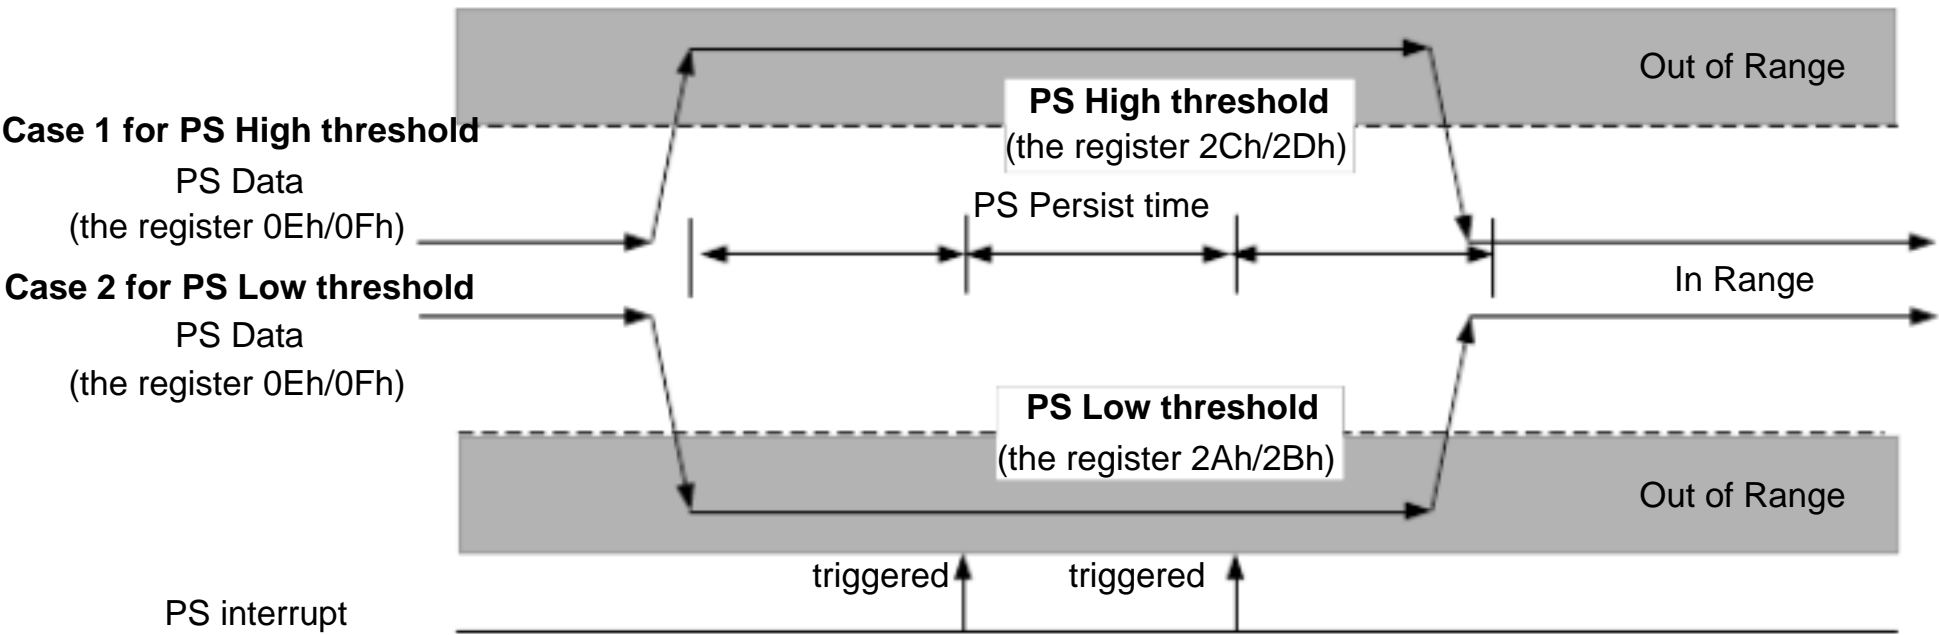 Out of Range
PS High threshold
(the register 2Ch/2Dh)
Case 1 for PS High threshold
PS Data
(the register 0Eh/0Fh)
PS Persist time
In Range
Case 2 for PS Low threshold
PS Data
(the register 0Eh/0Fh)
PS Low threshold
(the register 2Ah/2Bh)
Out of Range
triggered
triggered
PS interrupt